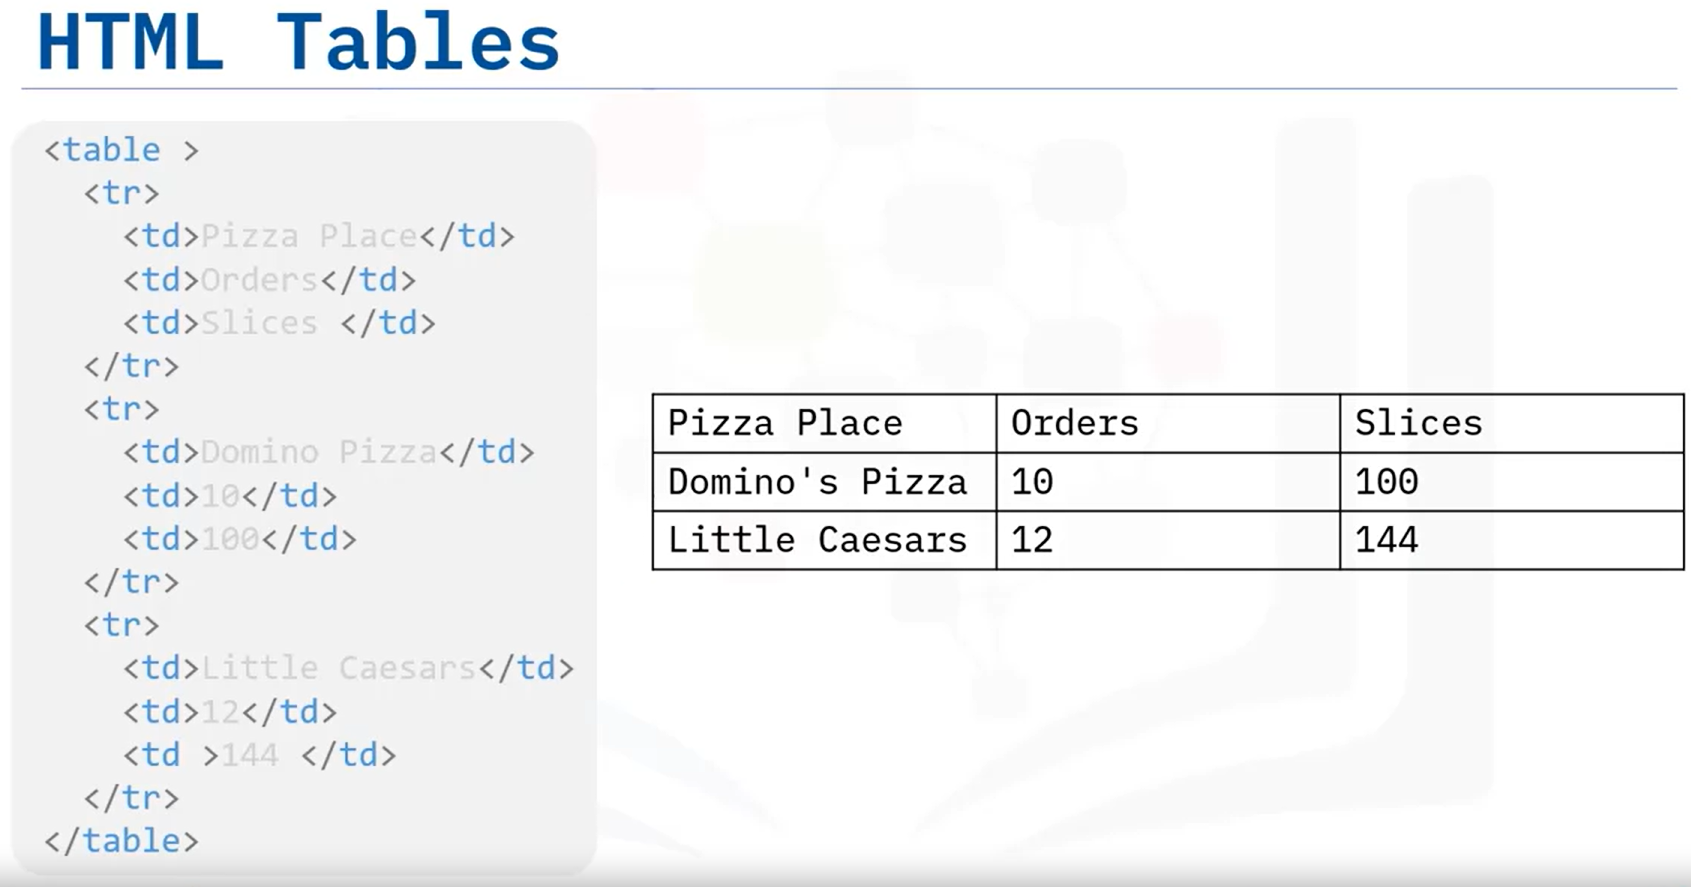 HTML Tables
<table >
<tr>
<td>Pizza Place</td>
<td>Orders</td>
<td>Slices </td>
</tr>
<tr>
<td>Domino Pizza</td>
<td>10</td>
<td>100</td>
</tr>
<tr>
<td>Little Caesars</td>
<td>12</td>
<td >144 </td>
</tr>
</table>
Pizza Place Orders Slices
Domino's Pizza 10 100
Little Caesars 12 144